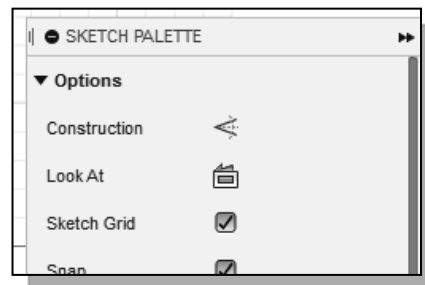 SKETCH PALETTE
Options
Construction
Look At
Sketch Grid
Snap